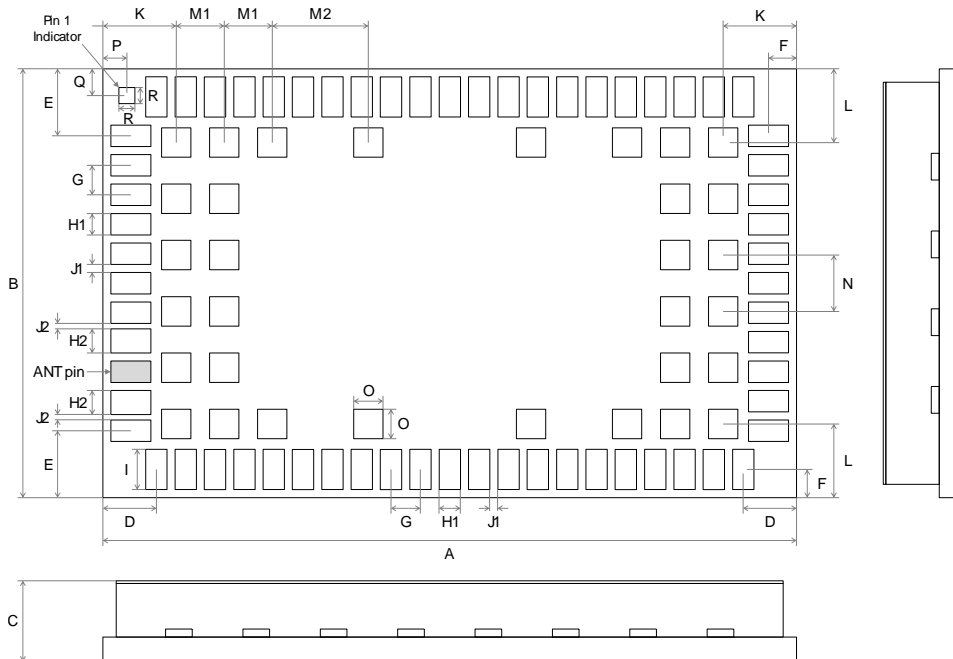 Pin 1
Indicator
K
M1
M1
M2
K
P
F
Q
E
R
R
L
G
H1
J1
B
N
J2
H2
ANT pin
H2
J2
O
O
E
I
L
F
D
G
H1
J1
D
A
C